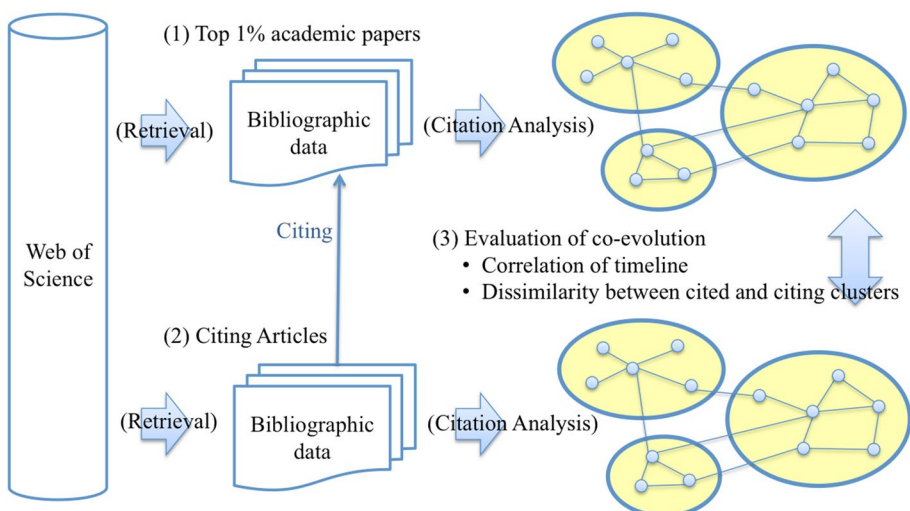 (1) Top 1% academic papers
(Retrieval)
Bibliographic
data
(Citation Analysis)
Citing
Web of
Science
(3) Evaluation of co-evolution
• Correlation of timeline
• Dissimilarity between cited and citing clusters
(2) Citing Articles
(Retrieval)
Bibliographic
data
(Citation Analysis)